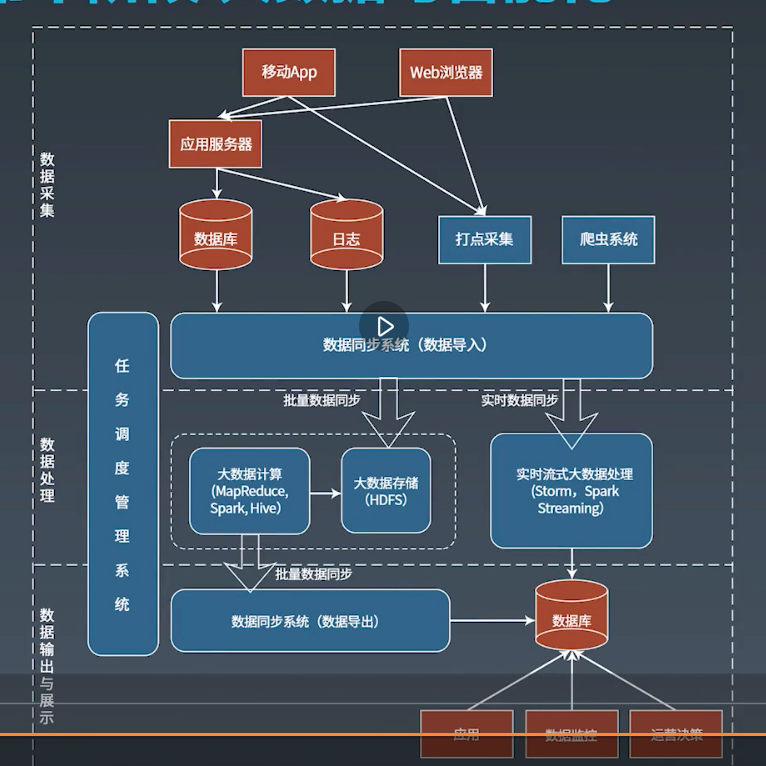 移动App
Web浏览器
应用服务器
数据采集
数据库
日志
打点采集
爬虫系统
任务调度管理系统
数据同步系统（数据导入）
批量数据同步
实时数据同步
数据处理
大数据计算
(MapReduce,
Spark,Hive）
大数据存储
（HDFS）
实时流式大数据处理
(Storm，Spark
Streaming）
批量数据同步
数据输出与展示
数据同步系统（数据导出）
数据库
应用
数据监控
运营决策